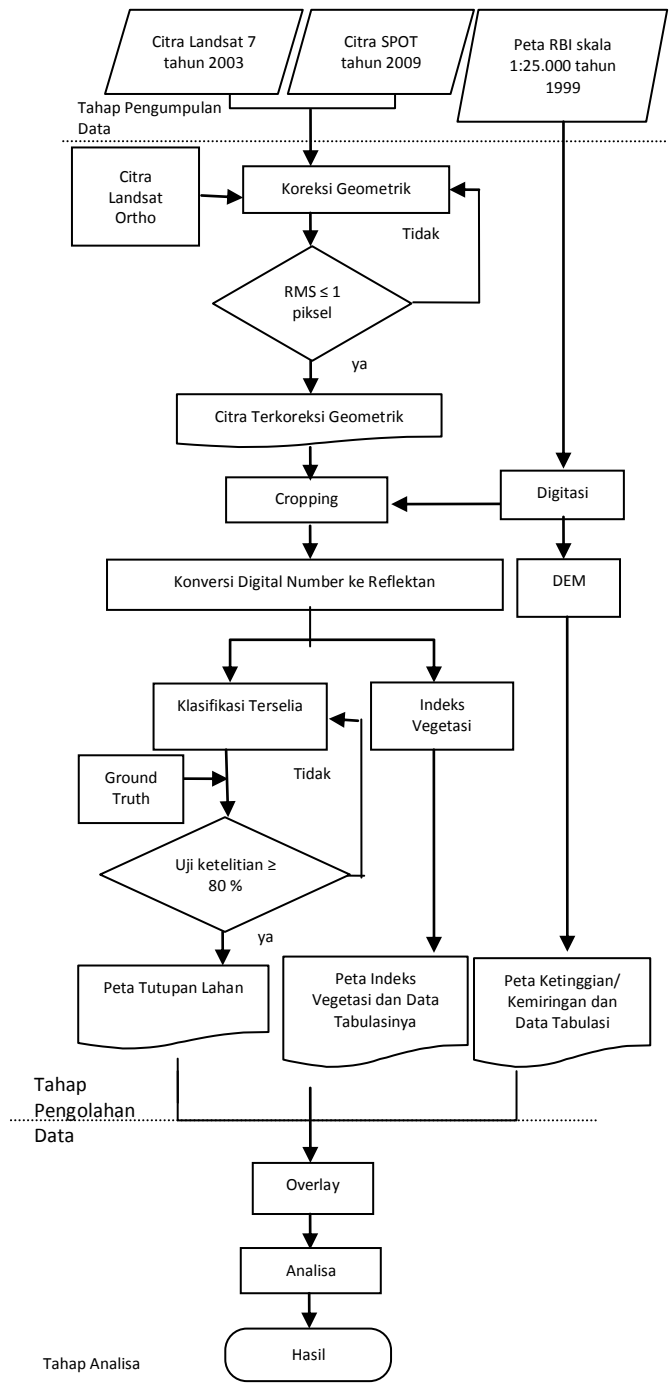 Citra Landsat 7
tahun 2003
Citra SPOT
tahun 2009
Peta RBI skala
1:25.000 tahun
1999
Tahap Pengumpulan
Data
Citra
Landsat
Ortho
Koreksi Geometrik
Tidak
RMS ≤ 1
piksel
ya
Citra Terkoreksi Geometrik
Cropping
Digitasi
Konversi Digital Number ke Reflektan
DEM
Klasifikasi Terselia
Indeks
Vegetasi
Ground
Truth
Tidak
Uji ketelitian ≥
80 %
ya
Peta Tutupan Lahan
Peta Indeks
Vegetasi dan Data
Tabulasinya
Peta Ketinggian/
Kemiringan dan
Data Tabulasi
Tahap
Pengolahan
Data
Overlay
Analisa
Hasil
Tahap Analisa